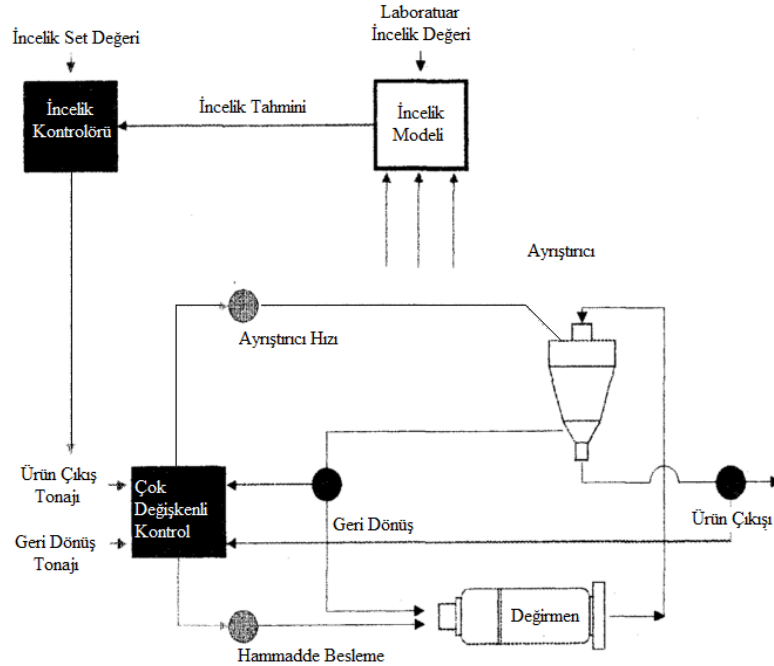 Laboratuar
İncelik Değeri
İncelik Set Değeri
İncelik
Kontrolörü
İncelik Tahmini
İncelik
Modeli
Ayrıştırıcı
Ayrıştırıcı Hızı
Ürün Çıkış
Tonajı
Çok
Değişkenli
Kontrol
Geri Dönüş
Ürün Çıkışı
Geri Dönüş
Tonajı
Değirmen
Hammadde Besleme